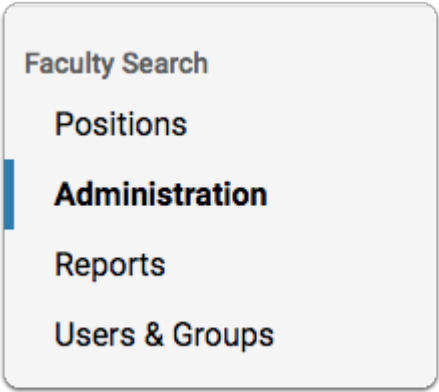 Faculty Search
Positions
Administration
Reports
Users & Groups